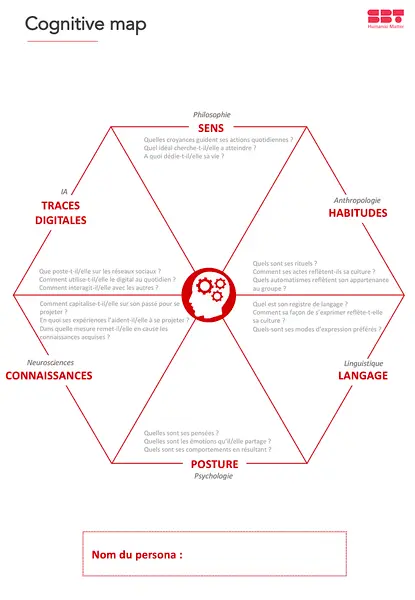 Cognitive map
SBT
Humans Matter
Philosophie
SENS
Quelles croyances guident ses actions quotidiennes ?
Quel idéal cherche-t-il/elle a atteindre ?
A quoi dédie-t-il/elle sa vie ?
IA
TRACES
DIGITALES
Anthropologie
HABITUDES
Que poste-t-il/elle sur les réseaux sociaux ?
Comment utilise-t-il/elle le digital au quotidien ?
Comment interagit-il/elle avec les autres ?
Quels sont ses rituels ?
Comment ses actes reflètent-ils sa culture ?
Quels automatismes reflètent son appartenance
au groupe ?
Comment capitalise-t-il/elle sur son passé pour se
projeter ?
En quoi ses expériences l'aident-il/elle à se projeter ?
Dans quelle mesure remet il/elle en cause les
connaissances acquises ?
Quel est son registre de langage ?
Comment sa façon de s'exprimer reflète-t-elle
sa culture ?
Quels-sont ses modes d'expression préférés ?
Neurosciences
CONNAISSANCES
Linguistique
LANGAGE
Quelles sont ses pensées ?
Quelles sont les émotions qu'il/elle partage ?
Quels sont ses comportements en résultant ?
POSTURE
Psychologie
Nom du persona :